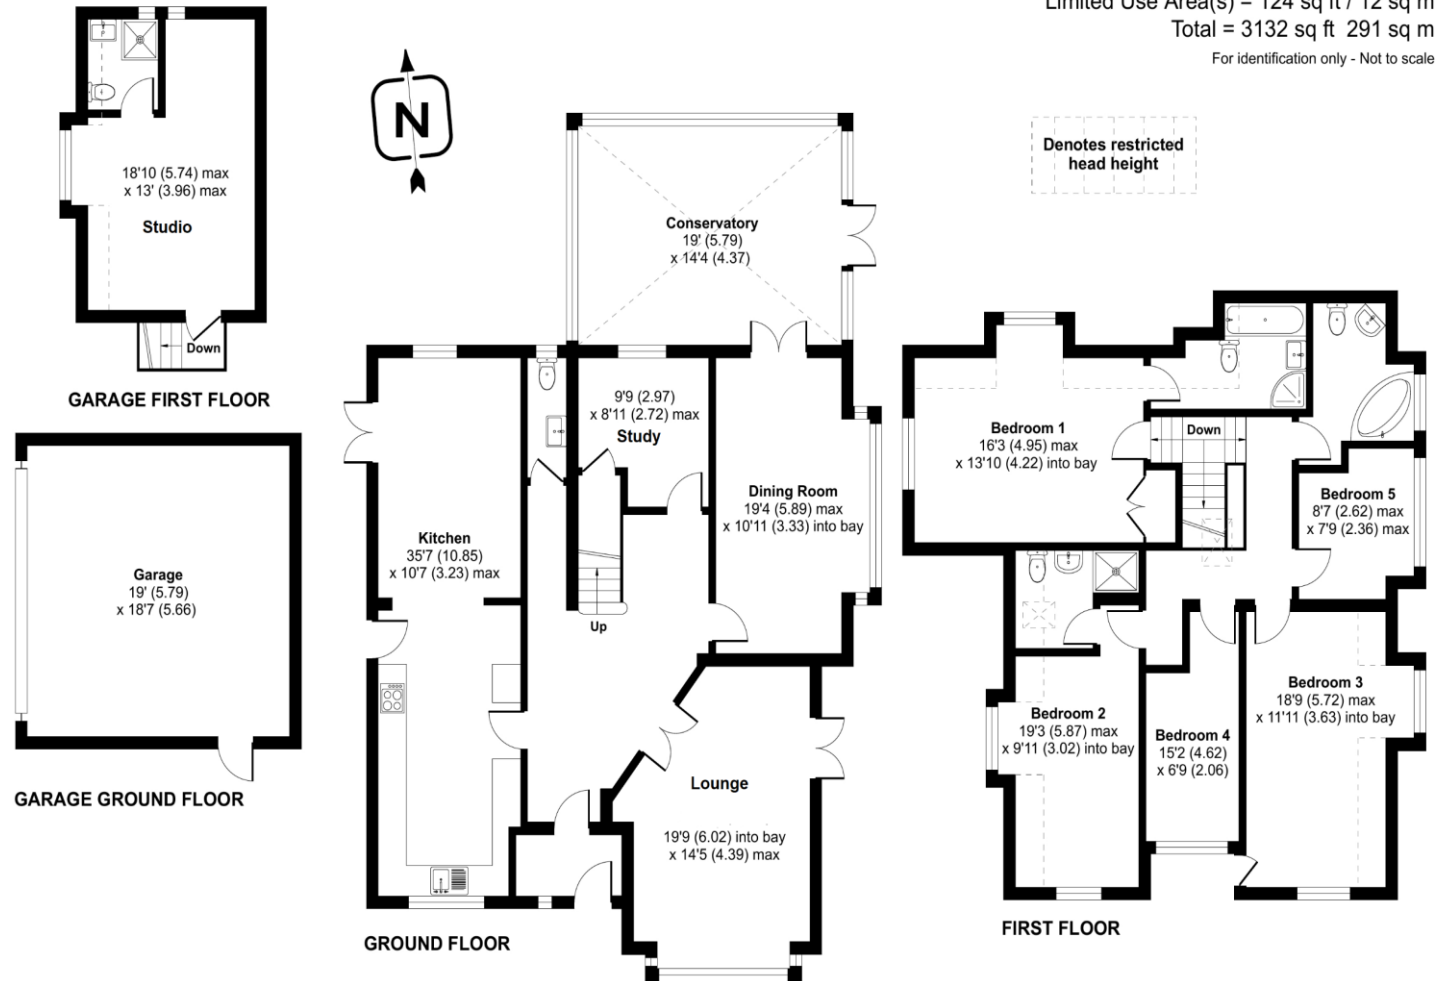 Limited Use Area(s) = 124 sq ft / 12 sq m
Total = 3132 sq ft 291 sq m
For identification only - Not to scale
N
Denotes restricted
head height
18'10 (5.74) max
x 13' (3.96) max
Studio
Down
GARAGE FIRST FLOOR
Garage
19' (5.79)
x 18'7 (5.66)
GARAGE GROUND FLOOR
Conservatory
19' (5.79)
x 14'4 (4.37)
9'9 (2.97)
x 8'11 (2.72) max
Study
Dining Room
19'4 (5.89) max
x 10'11 (3.33) into bay
Kitchen
35'7 (10.85)
x 10'7 (3.23) max
Up
Lounge
19'9 (6.02) into bay
x 14'5 (4.39) max
GROUND FLOOR
Bedroom 1
16'3 (4.95) max
x 13'10 (4.22) into bay
Down
Bedroom 5
8'7 (2.62) max
x 7'9 (2.36) max
Bedroom 2
19'3 (5.87) max
x 9'11 (3.02) into bay
Bedroom 4
15'2 (4.62)
x 6'9 (2.06)
Bedroom 3
18'9 (5.72) max
x 11'11 (3.63) into bay
FIRST FLOOR